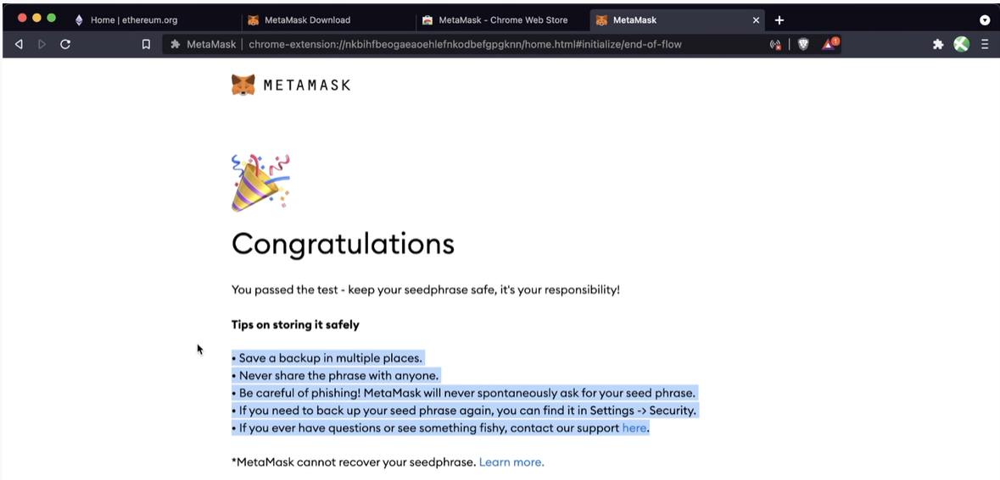 Home | ethereum.org
MetaMask Download
MetaMask - Chrome Web Store
MetaMask
MetaMask | chrome-extension://nkbihfbeogaeaoehlefnkodbefgpgknn/home.html#initialize/end-of-flow
1
METAMASK
Congratulations
You passed the test - keep your seedphrase safe, it's your responsibility!
Tips on storing it safely
• Save a backup in multiple places.
• Never share the phrase with anyone.
• Be careful of phishing! MetaMask will never spontaneously ask for your seed phrase.
• If you need to back up your seed phrase again, you can find it in Settings -> Security.
• If you ever have questions or see something fishy, contact our support here.
*MetaMask cannot recover your seedphrase. Learn more.